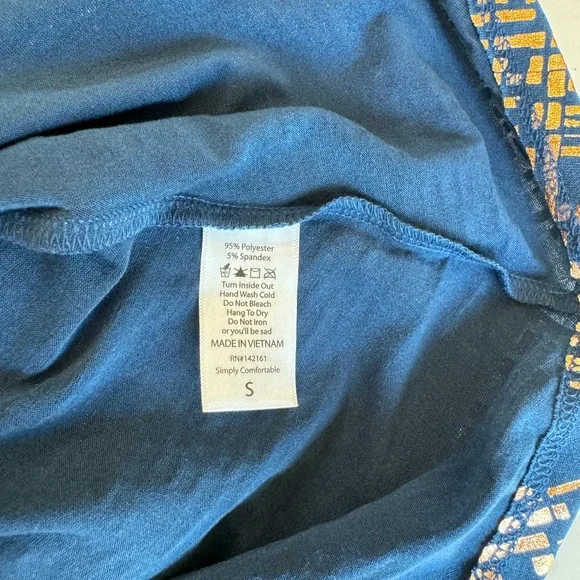 95% Polyester
5% Spandex
Turn Inside Out
Hand Wash Cold
Do Not Bleach
Hang To Dry
Do Not Iron
or you'll be sad
MADE IN VIETNAM
RN#142161
Simply Comfortable
S